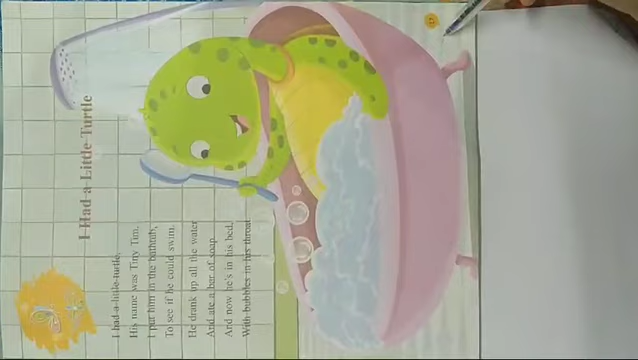 I Had a Little Turtle
I had a little turtle,
His name was Tiny Tim.
I put him in the bathtub,
To see if he could swim.
He drank up all the water
And ate a bar of soap
And now he's in his bed,
With bubbles in his throat